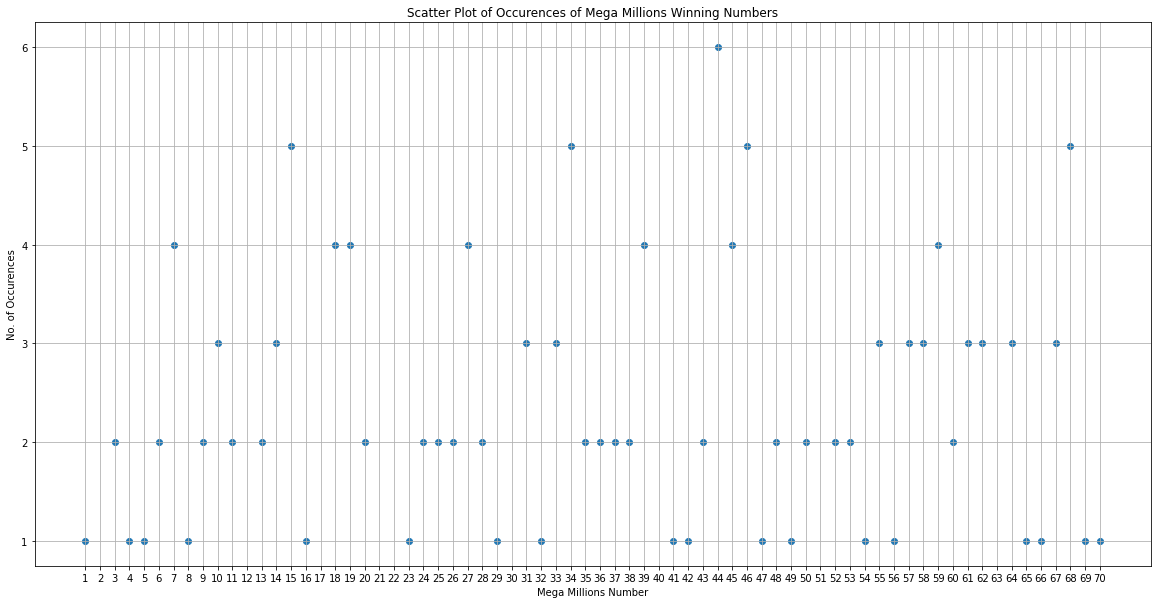 Scatter Plot of Occurences of Mega Millions Winning Numbers
No. of Occurences
6
5
4
3
2
1
1 2 3 4 5 6 7 8 9 10 11 12 13 14 15 16 17 18 19 20 21 22 23 24 25 26 27 28 29 30 31 32 33 34 35 36 37 38 39 40 41 42 43 44 45 46 47 48 49 50 51 52 53 54 55 56 57 58 59 60 61 62 63 64 65 66 67 68 69 70
Mega Millions Number